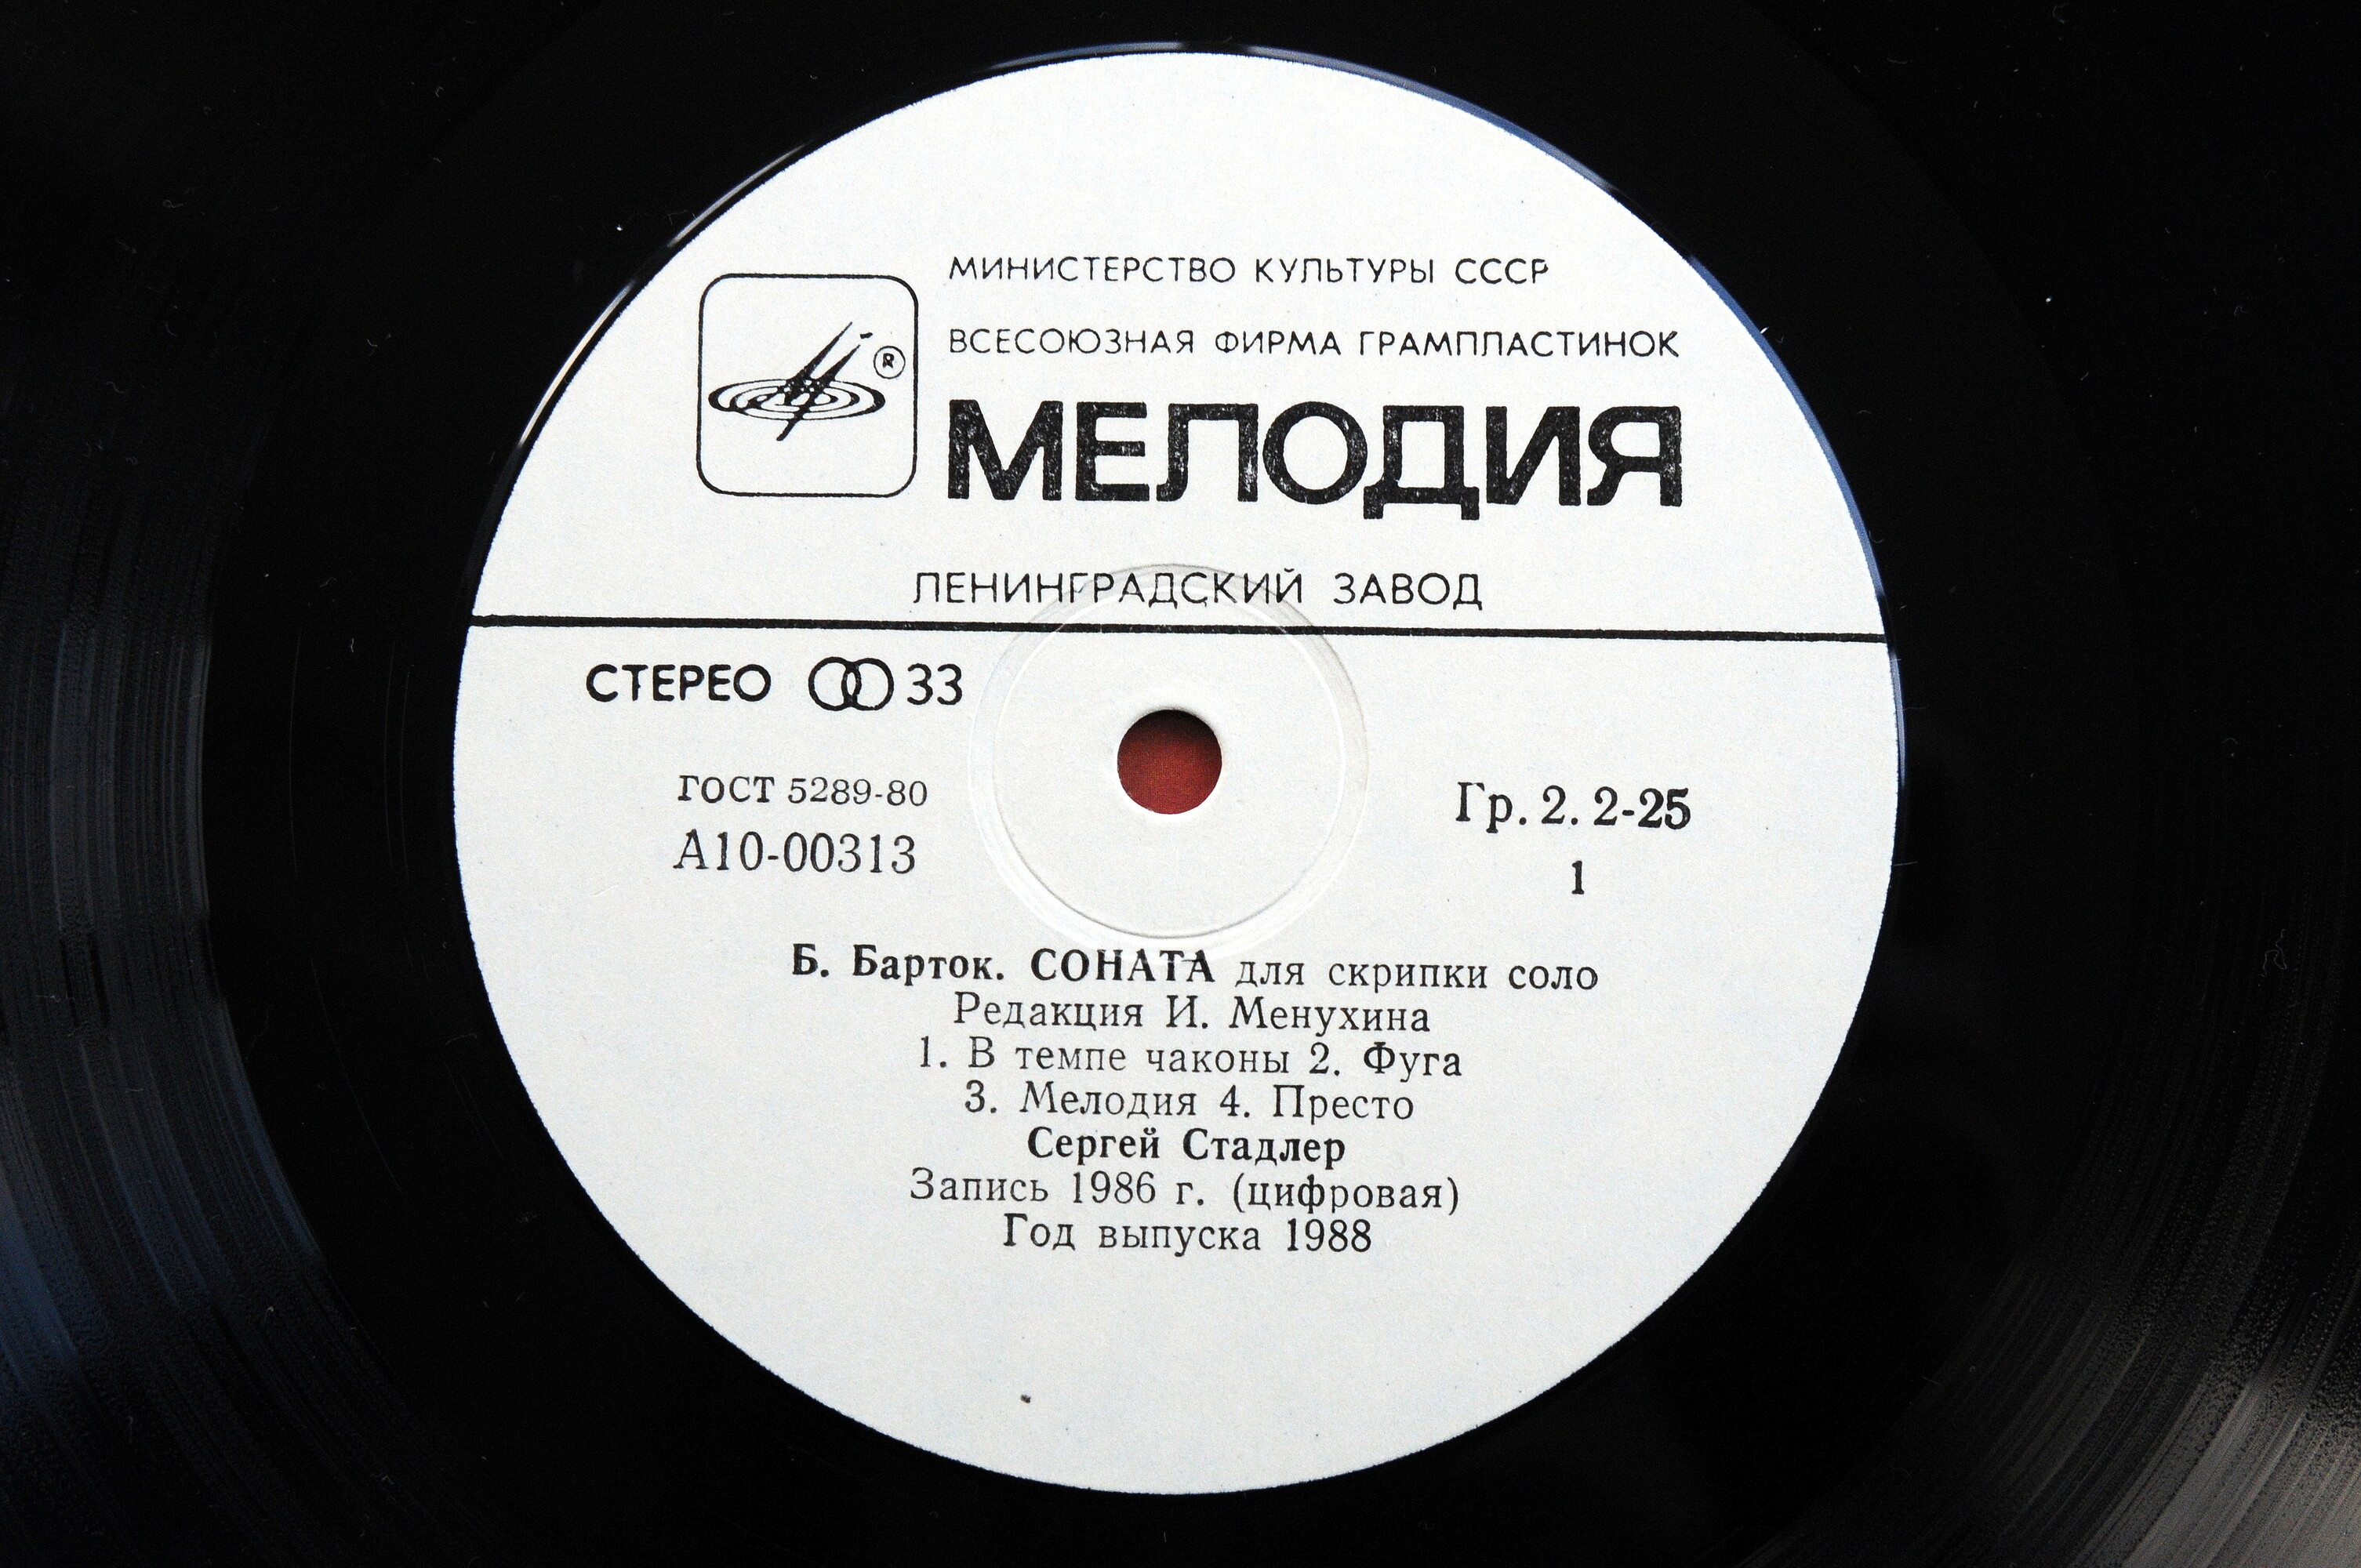 МИНИСТЕРСТВО КУЛЬТУРЫ СССР
ВСЕСОЮЗНАЯ ФИРМА ГРАМПЛАСТИНОК
®
МЕЛОДИЯ
ЛЕНИНГРАДСКИЙ ЗАВОД
СТЕРЕО 33
ГОСТ 5289-80
А10-00313
Гр. 2. 2-25
1
Б. Барток. СОНАТА для скрипки соло
Редакция И. Менухина
1. В темпе чаконы 2. Фуга
3. Мелодия 4. Престо
Сергей Стадлер
Запись 1986 г. (цифровая)
Год выпуска 1988